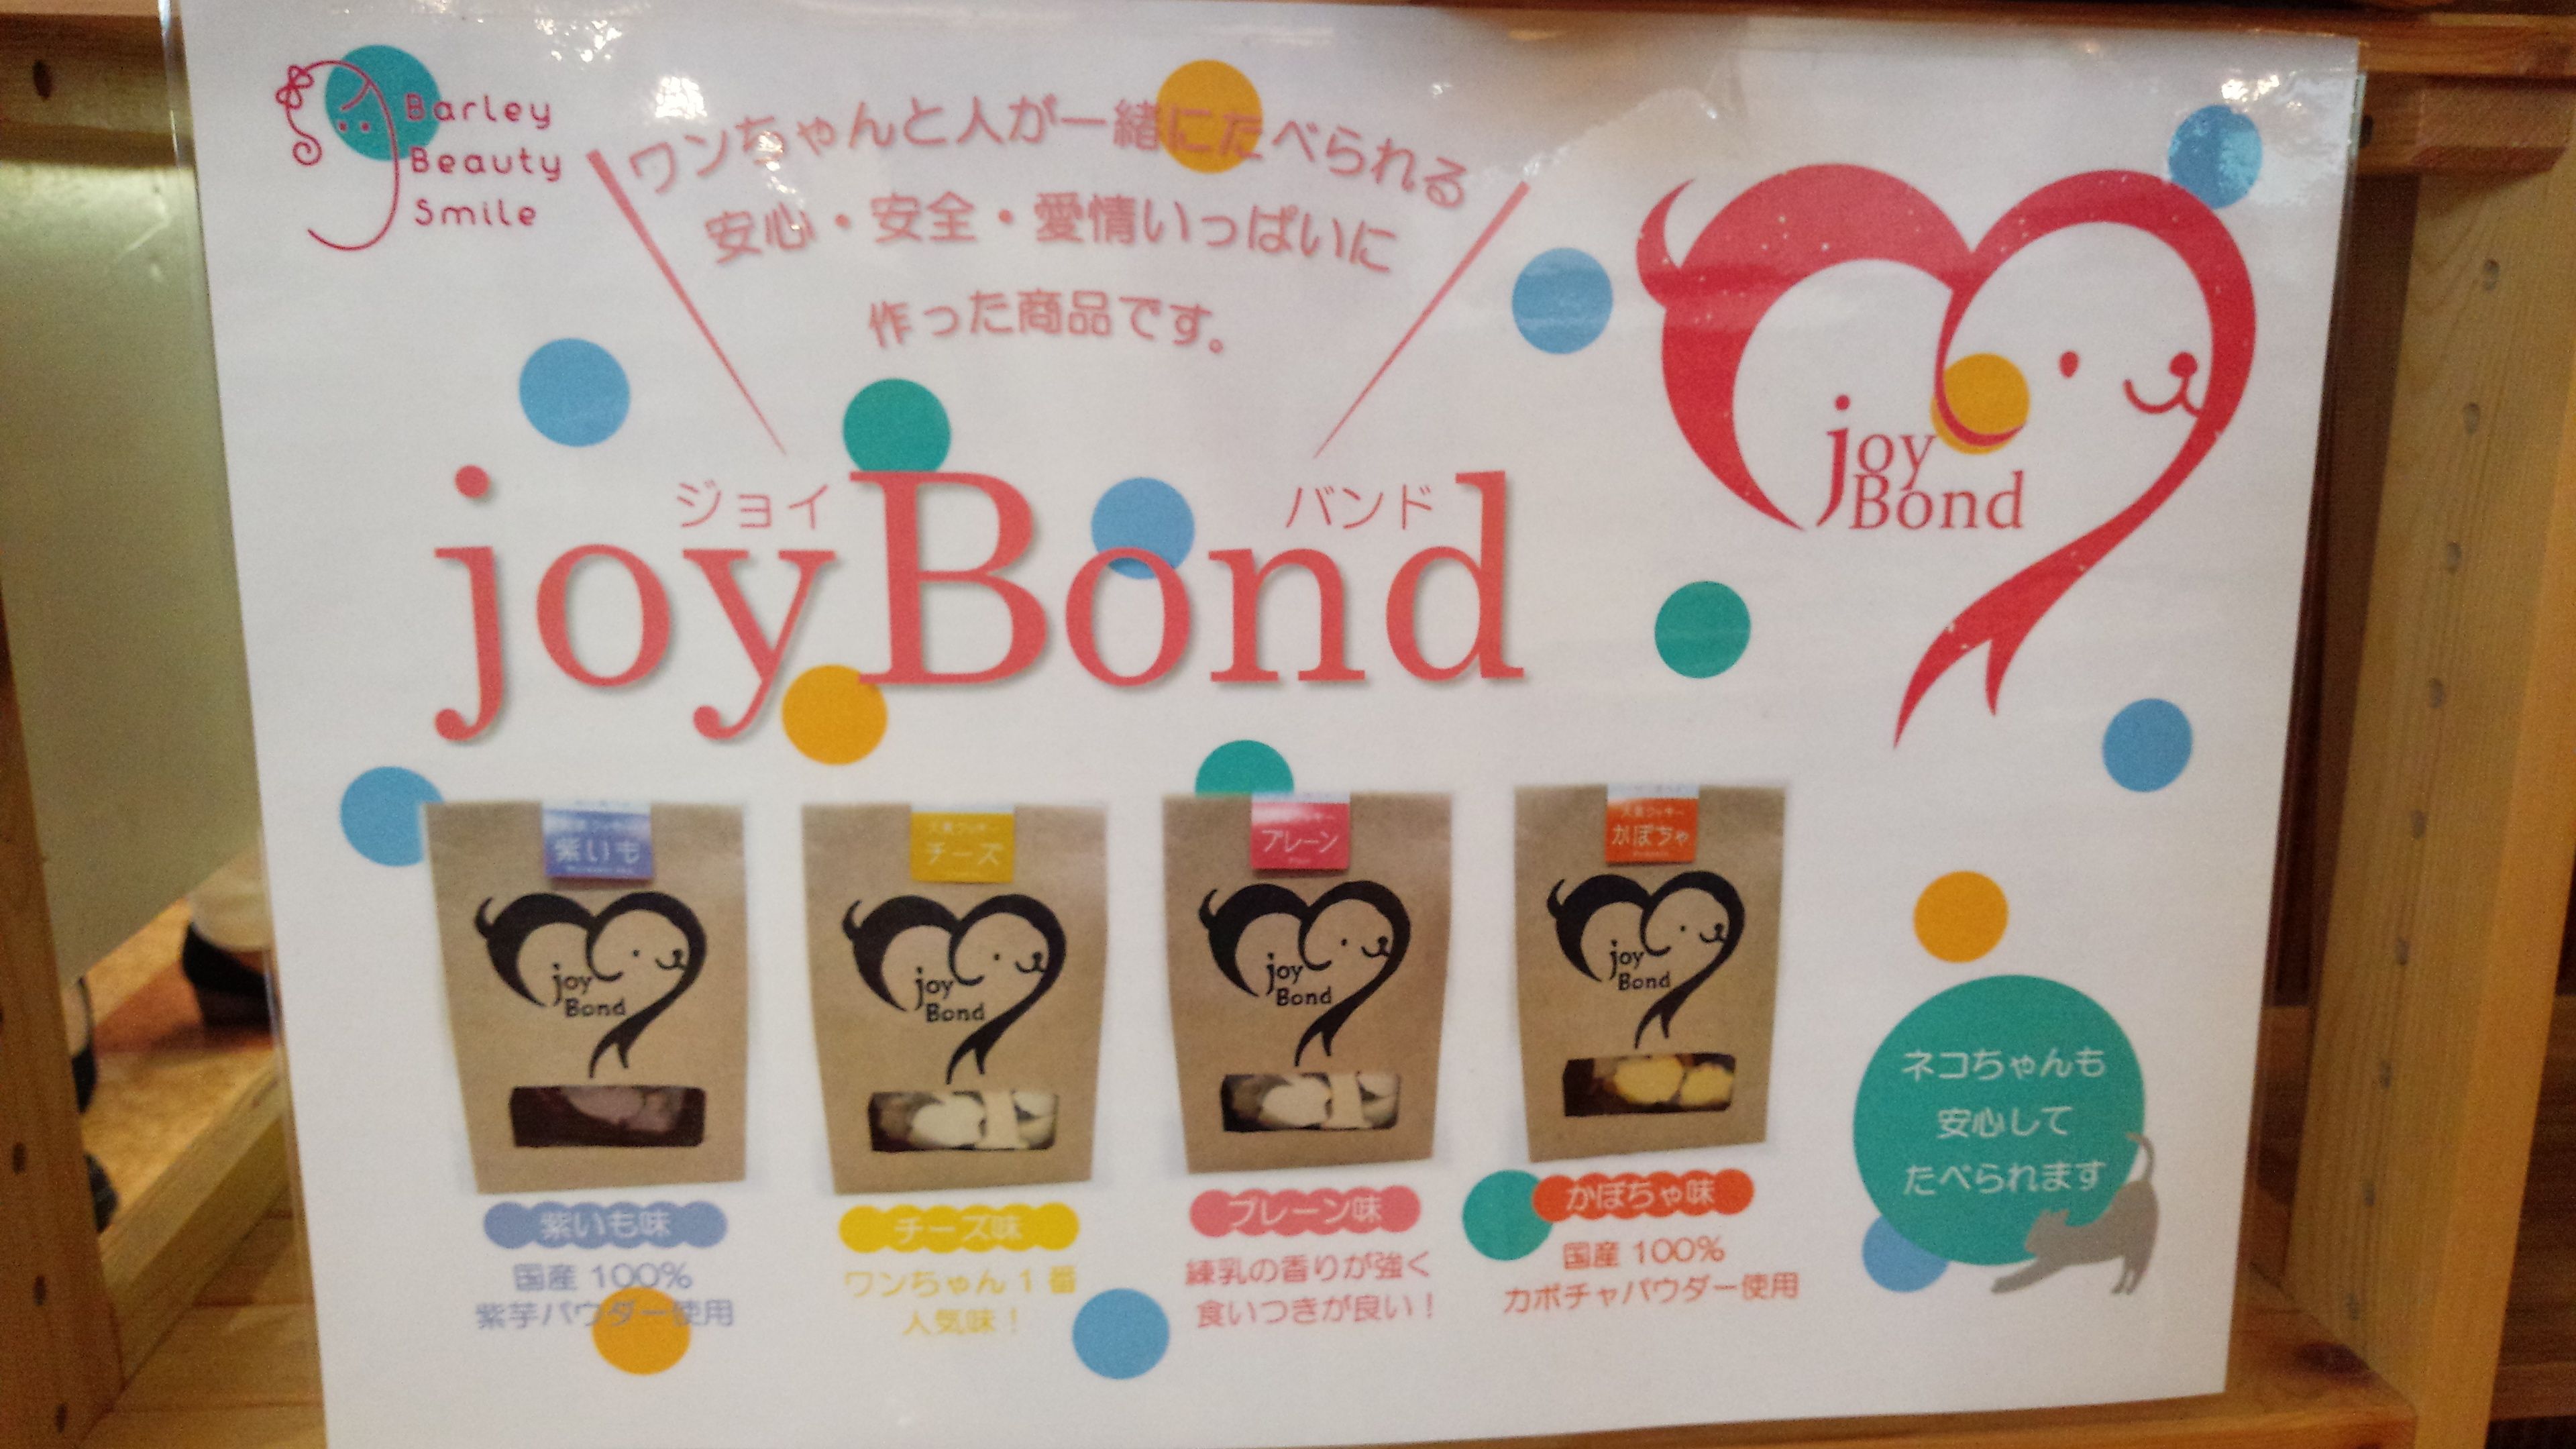 Barley
Beauty
Smile
ワンちゃんと人が一緒にたべられる
安心・安全・愛情いっぱいに
作った商品です。
ジョイ バンド
joyBond
joy
Bond
紫いも
チーズ
プレーン
大麦クッキー
かぼちゃ
joy
Bond
joy
Bond
joy
Bond
joy
Bond
紫いも味
国産 100%
紫芋パウダー使用
チーズ味
ワンちゃん 1 番
人気味！
プレーン味
練乳の香りが強く
食いつきが良い！
かぼちゃ味
国産 100%
カボチャパウダー使用
ネコちゃんも
安心して
たべられます